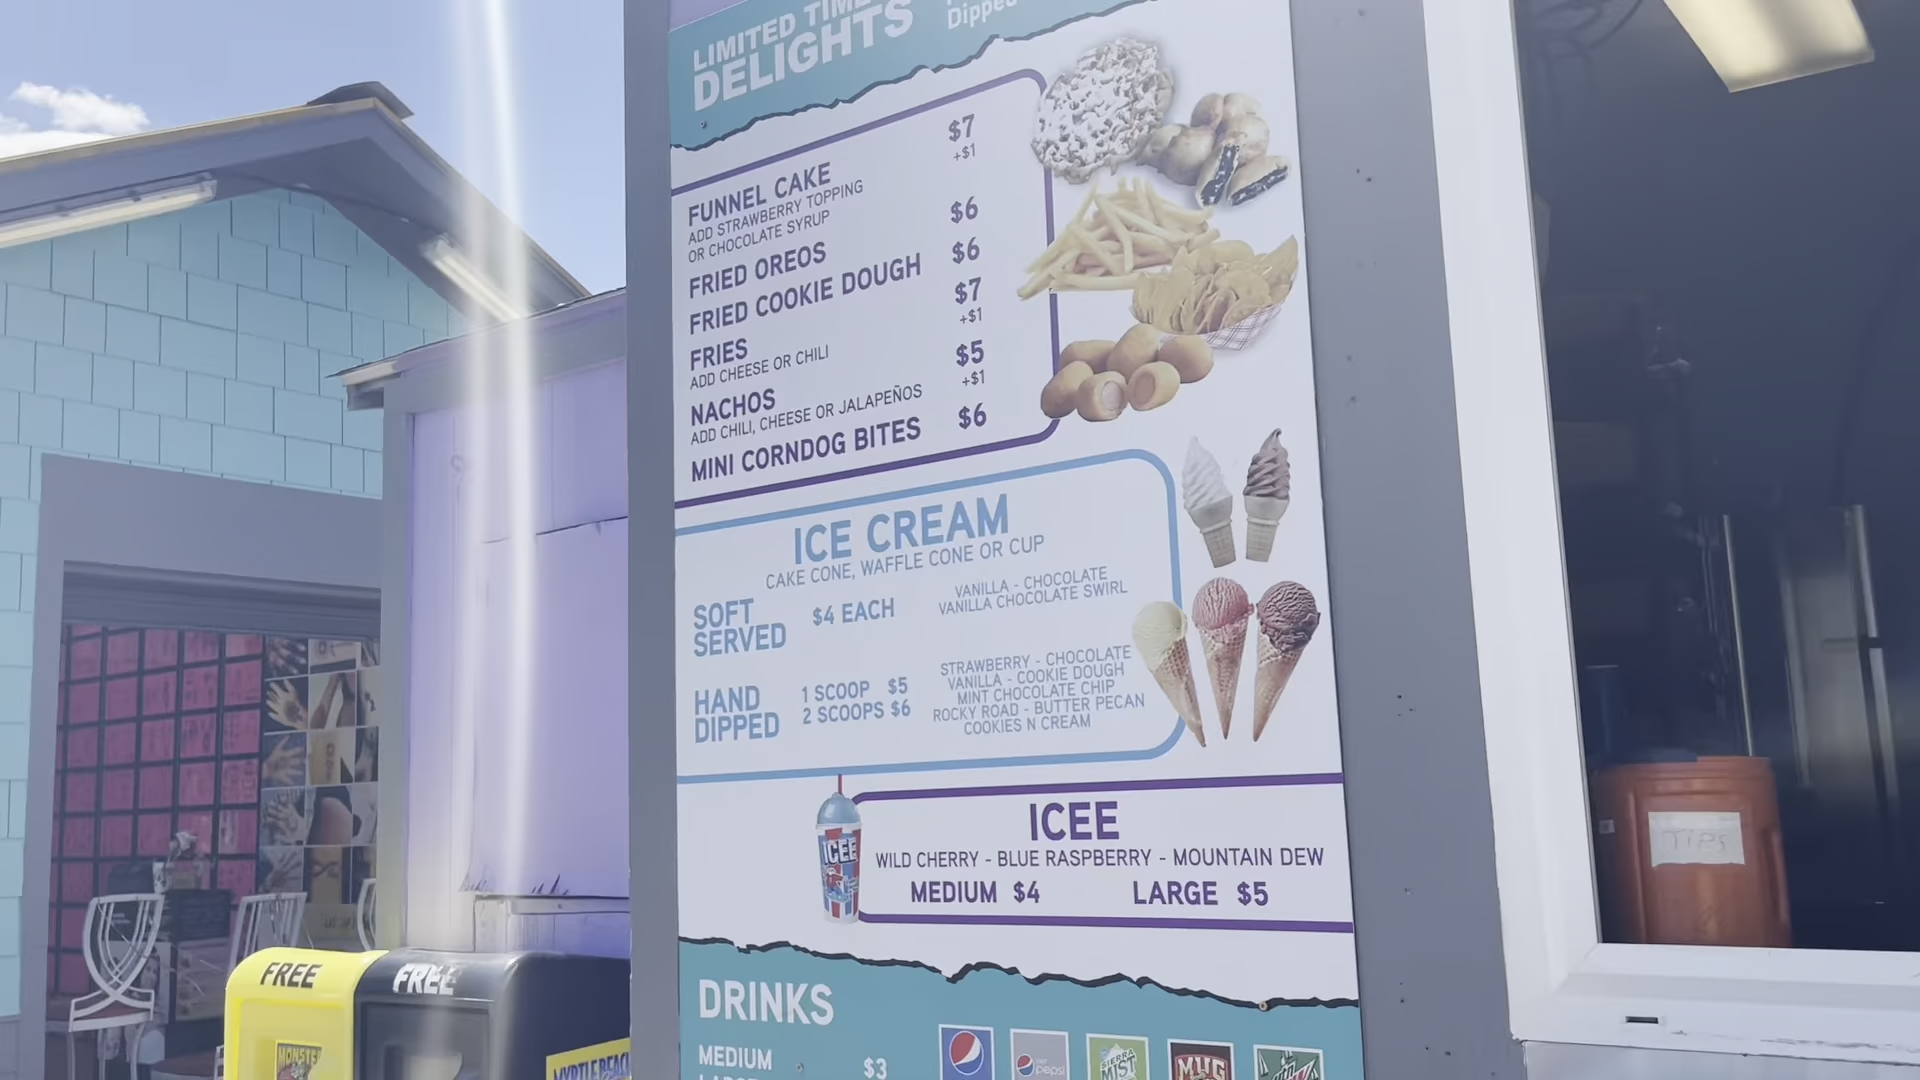 LIMITED TIME
DELIGHTS
Dipped
FUNNEL CAKE $7
ADD STRAWBERRY TOPPING +$1
OR CHOCOLATE SYRUP
FRIED OREOS $6
FRIED COOKIE DOUGH $6
FRIES $7
ADD CHEESE OR CHILI +$1
NACHOS $5
ADD CHILI, CHEESE OR JALAPEÑOS +$1
MINI CORNDOG BITES $6
ICE CREAM
CAKE CONE, WAFFLE CONE OR CUP
SOFT
SERVED
$4 EACH
VANILLA - CHOCOLATE
VANILLA CHOCOLATE SWIRL
HAND
DIPPED
1 SCOOP $5
2 SCOOPS $6
STRAWBERRY - CHOCOLATE
VANILLA - COOKIE DOUGH
MINT CHOCOLATE CHIP
ROCKY ROAD - BUTTER PECAN
COOKIES N CREAM
ICEE
ICEE
WILD CHERRY - BLUE RASPBERRY - MOUNTAIN DEW
MEDIUM $4 LARGE $5
DRINKS
MEDIUM $3
pepsi
SIERRA
MIST
MUG
TIPS
FREE
FREE
MONSTER
MYRTLE BEACH